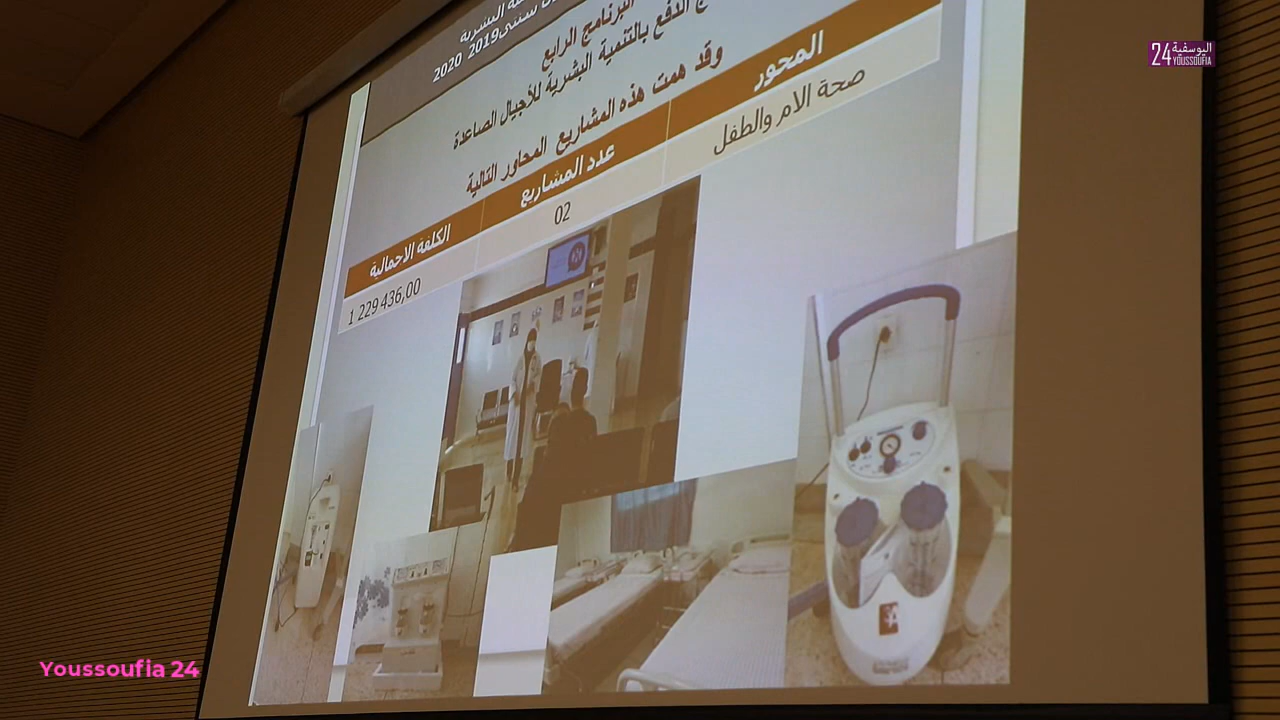 سنتي 2019 2020
البرنامج الرابع
الدفع بالتنمية البشرية للأجيال الصاعدة
وقد همت هذه المشاريع المحاور التالية
المحور عدد المشاريع الكلفة الاجمالية
صحة الام والطفل 02 1 229 436,00
اليوسفية 24
YOUSSOUFIA
Youssoufia 24